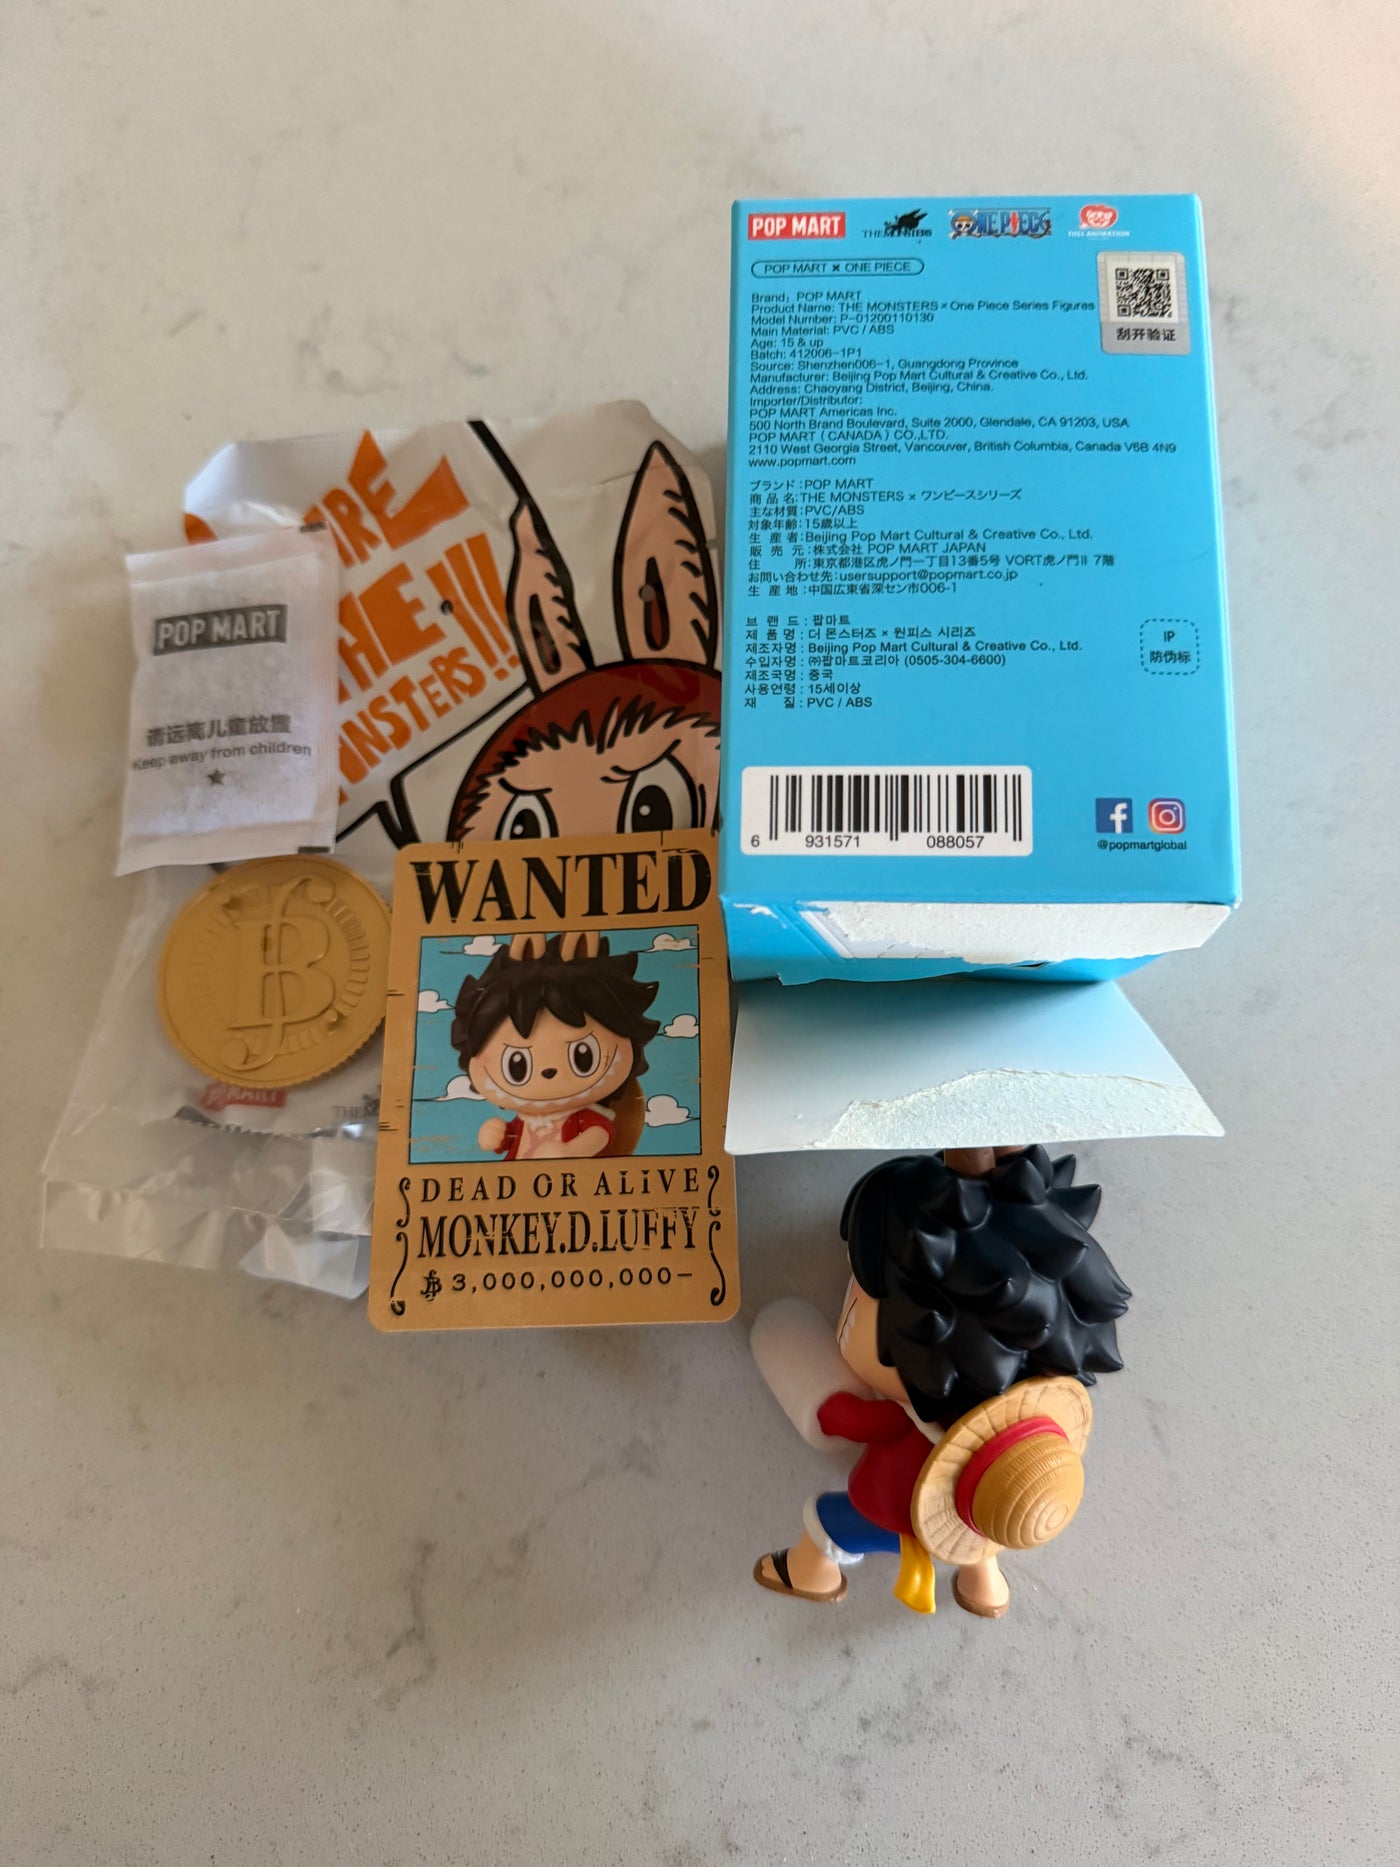 POP MART
THE MONSTERS
ONE PIECE
TOEI ANIMATION
POP MART × ONE PIECE
Brand: POP MART
Product Name: THE MONSTERS × One Piece Series Figures
Model Number: P-01200110130
Main Material: PVC / ABS
Age: 15 & up
Batch: 412006-1P1
Source: Shenzhen006-1, Guangdong Province
Manufacturer: Beijing Pop Mart Cultural & Creative Co., Ltd.
Address: Chaoyang District, Beijing, China.
Importer/Distributor:
POP MART Americas Inc.
500 North Brand Boulevard, Suite 2000, Glendale, CA 91203, USA
POP MART ( CANADA ) CO.,LTD.
2110 West Georgia Street, Vancouver, British Columbia, Canada V6B 4N9
www.popmart.com
刮开验证
ブランド:POP MART
商品名:THE MONSTERS × ワンピースシリーズ
主な材質:PVC/ABS
対象年齢:15歳以上
生産者:Beijing Pop Mart Cultural & Creative Co., Ltd.
販売元:株式会社 POP MART JAPAN
住所:東京都港区虎ノ門一丁目13番5号 VORT虎ノ門II 7階
お問い合わせ先:usersupport@popmart.co.jp
生産地:中国広東省深セン市006-1
브랜드:팝마트
제품명:더 몬스터즈 × 원피스 시리즈
제조자명:Beijing Pop Mart Cultural & Creative Co., Ltd.
수입자명:㈜팝마트코리아 (0505-304-6600)
제조국명:중국
사용연령:15세이상
재질:PVC / ABS
IP
防伪标
6 931571 088057
@popmartglobal
THE
MONSTERS!!!
POP MART
请远离儿童放置
Keep away from children
WANTED
DEAD OR ALIVE
MONKEY.D.LUFFY
3,000,000,000-
MART